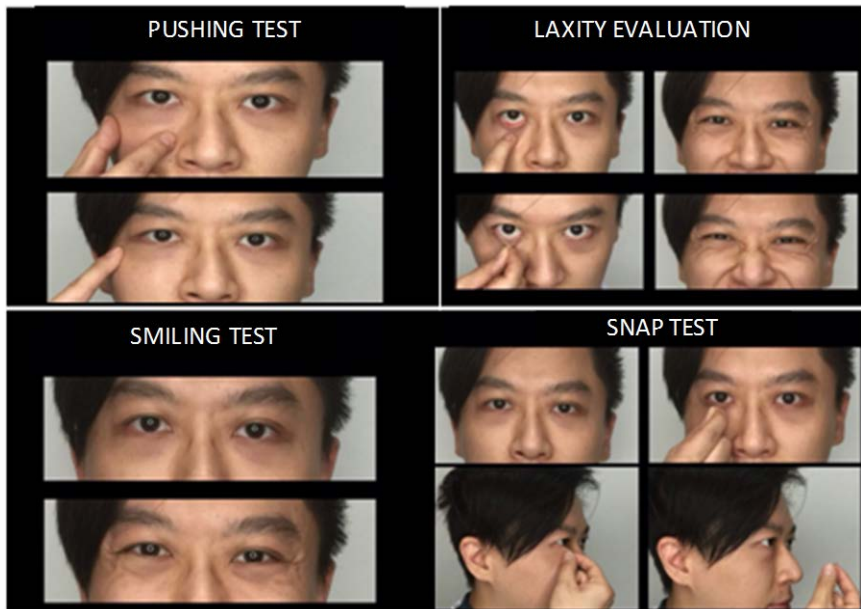 PUSHING TEST
LAXITY EVALUATION
SMILING TEST
SNAP TEST